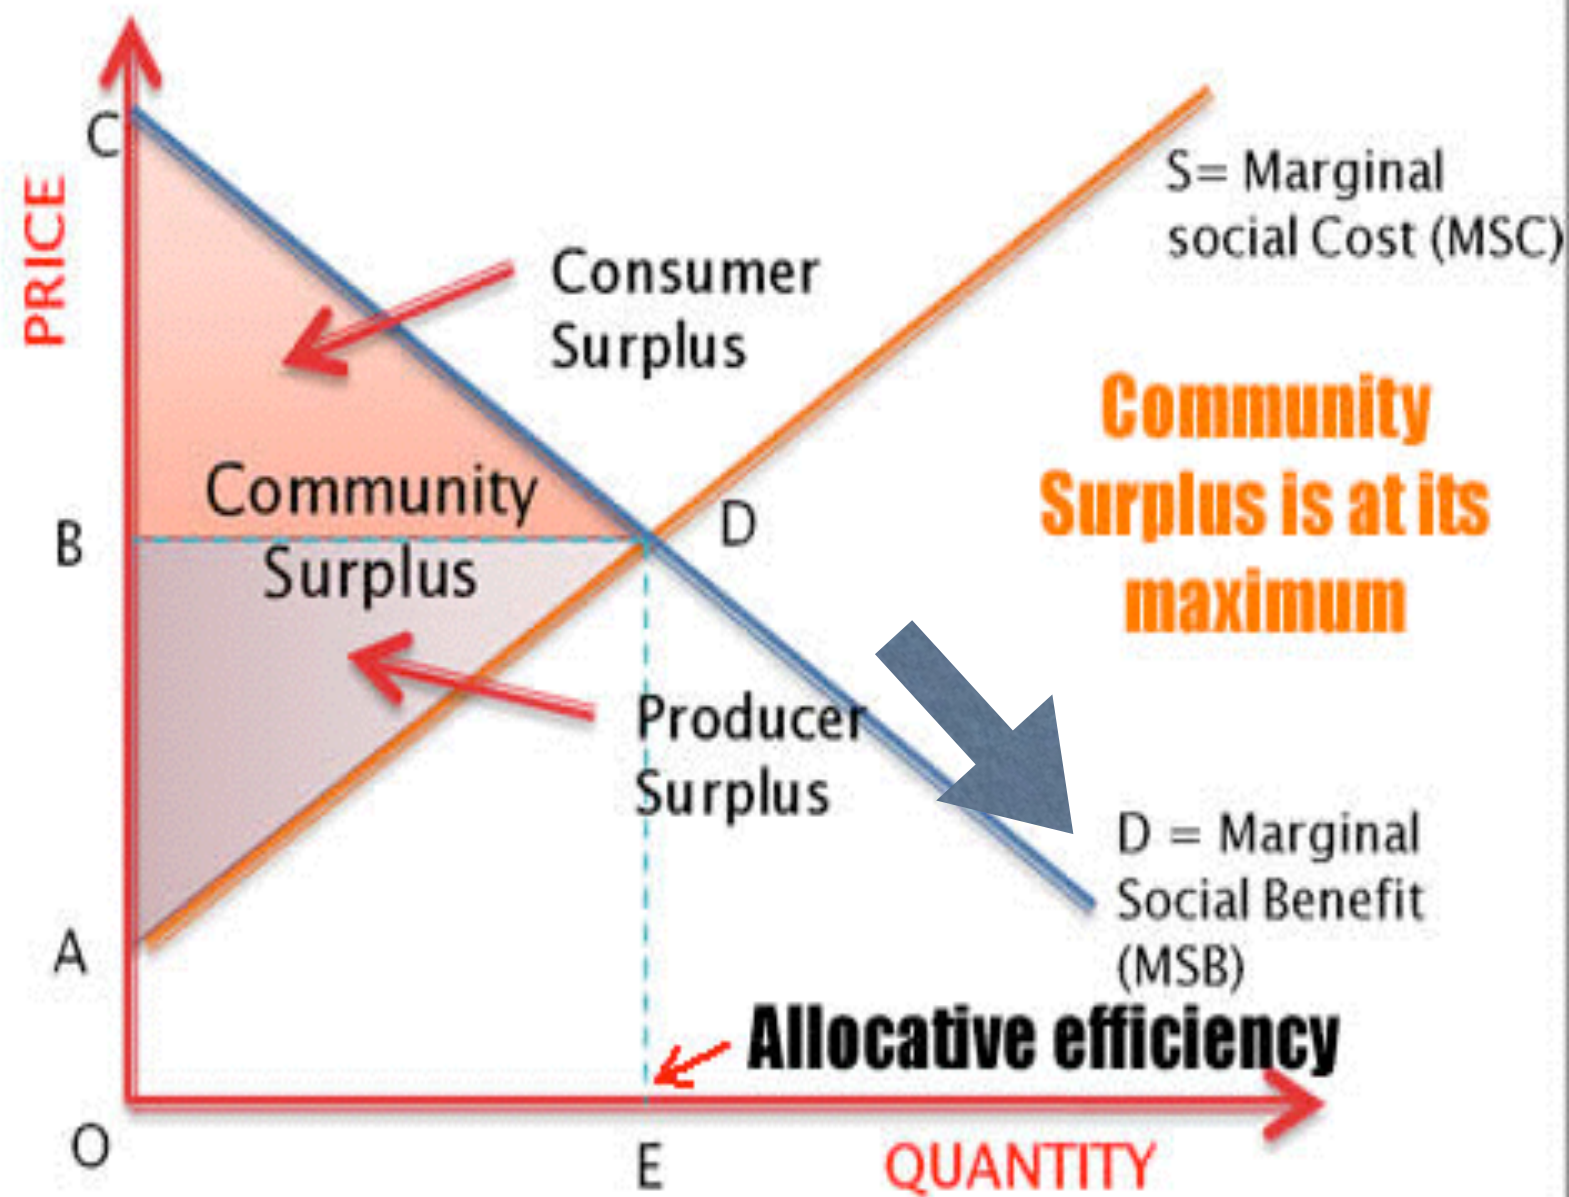 C
PRICE
S= Marginal
social Cost (MSC)
Consumer
Surplus
Community
Surplus is at its
maximum
Community
Surplus
B
D
Producer
Surplus
D = Marginal
Social Benefit
(MSB)
A
Allocative efficiency
O
E
QUANTITY